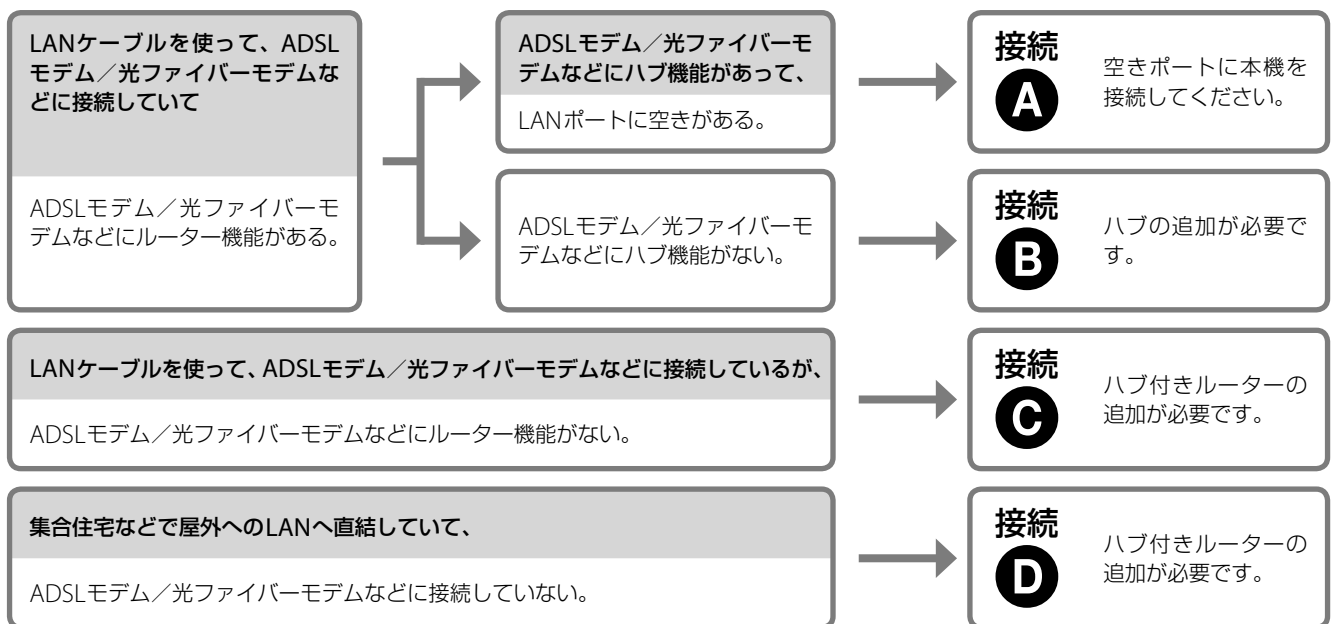 LANケーブルを使って、ADSL
モデム／光ファイバーモデムな
どに接続していて
ADSLモデム／光ファイバーモ
デムなどにルーター機能がある。
ADSLモデム／光ファイバーモ
デムなどにハブ機能があって、
LANポートに空きがある。
接続
A
空きポートに本機を
接続してください。
ADSLモデム／光ファイバーモ
デムなどにハブ機能がない。
接続
B
ハブの追加が必要で
す。
LANケーブルを使って、ADSLモデム／光ファイバーモデムなどに接続しているが、
ADSLモデム／光ファイバーモデムなどにルーター機能がない。
接続
C
ハブ付きルーターの
追加が必要です。
集合住宅などで屋外へのLANへ直結していて、
ADSLモデム／光ファイバーモデムなどに接続していない。
接続
D
ハブ付きルーターの
追加が必要です。